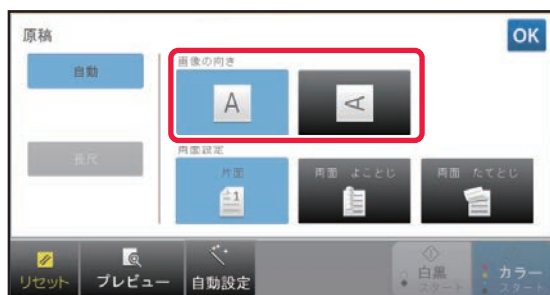 原稿
OK
自動
画像の向き
A
A
長尺
両面設定
片面
1
両面 よことじ
両面 たてとじ
リセット
プレビュー
自動設定
白黒
スタート
カラー
スタート